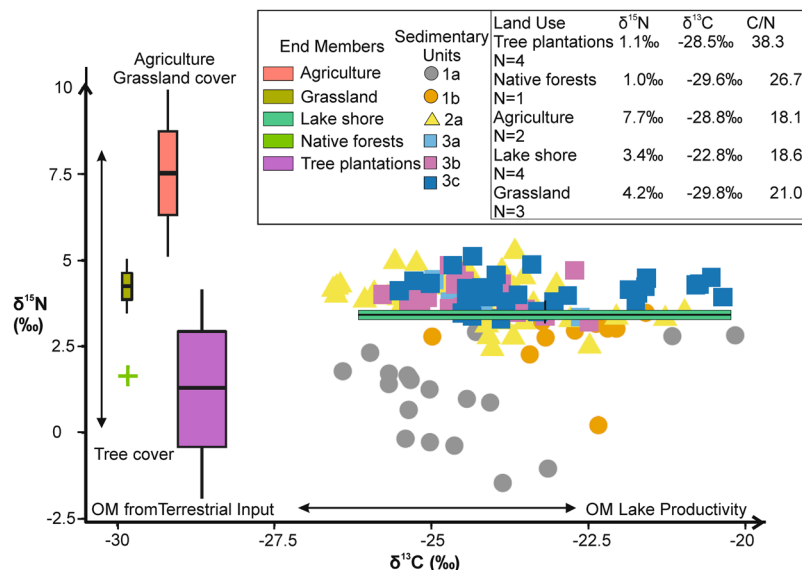 Agriculture
Grassland cover
End Members
Agriculture
Grassland
Lake shore
Native forests
Tree plantations
Sedimentary
Units
1a
1b
2a
3a
3b
3c
Land Use δ¹⁵N δ¹³C C/N
Tree plantations 1.1‰ -28.5‰ 38.3
N=4
Native forests 1.0‰ -29.6‰ 26.7
N=1
Agriculture 7.7‰ -28.8‰ 18.1
N=2
Lake shore 3.4‰ -22.8‰ 18.6
N=4
Grassland 4.2‰ -29.8‰ 21.0
N=3
10
7.5
5
2.5
0
-2.5
δ¹⁵N
(‰)
Tree cover
OM fromTerrestrial Input
OM Lake Productivity
-30 -27.5 -25 -22.5 -20
δ¹³C (‰)